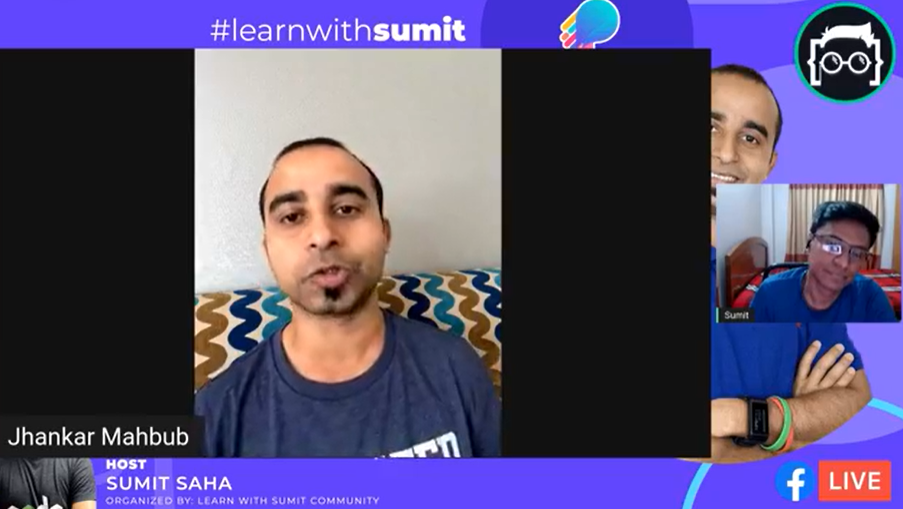 #learnwithsumit
Jhankar Mahbub
Sumit
HOST
SUMIT SAHA
ORGANIZED BY: LEARN WITH SUMIT COMMUNITY
LIVE